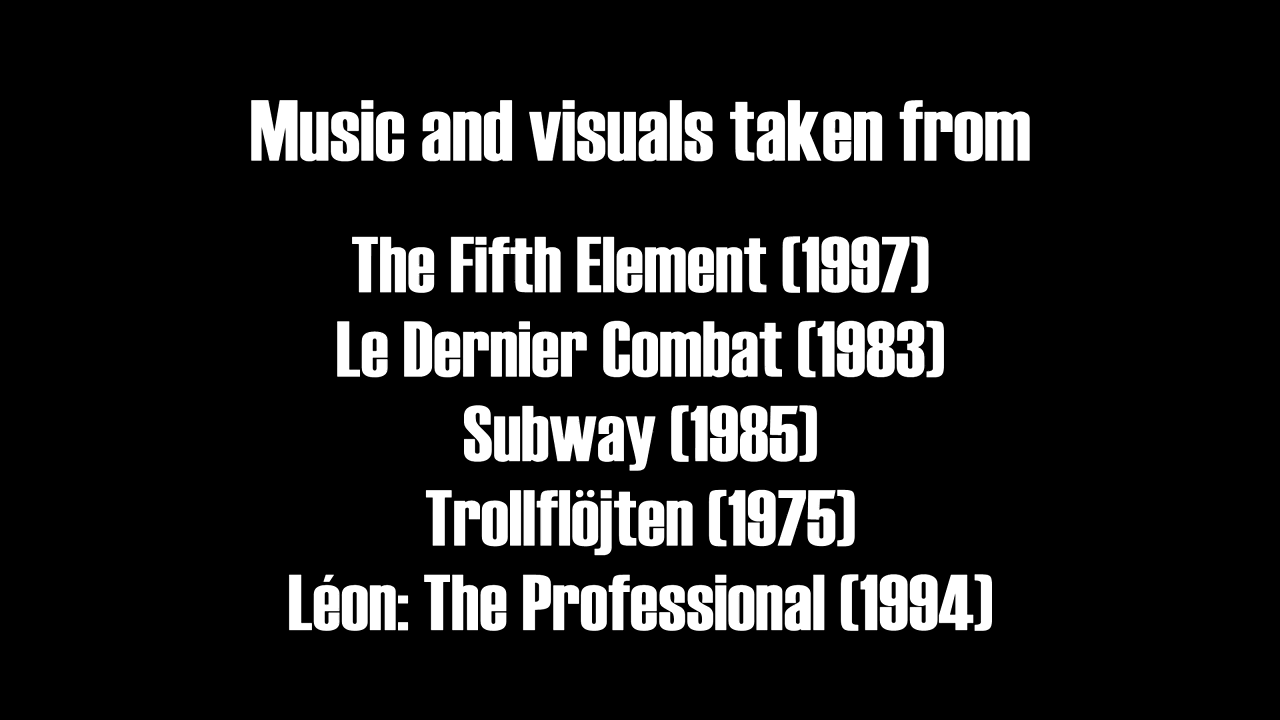 Music and visuals taken from
The Fifth Element (1997)
Le Dernier Combat (1983)
Subway (1985)
Trollflöjten (1975)
Léon: The Professional (1994)